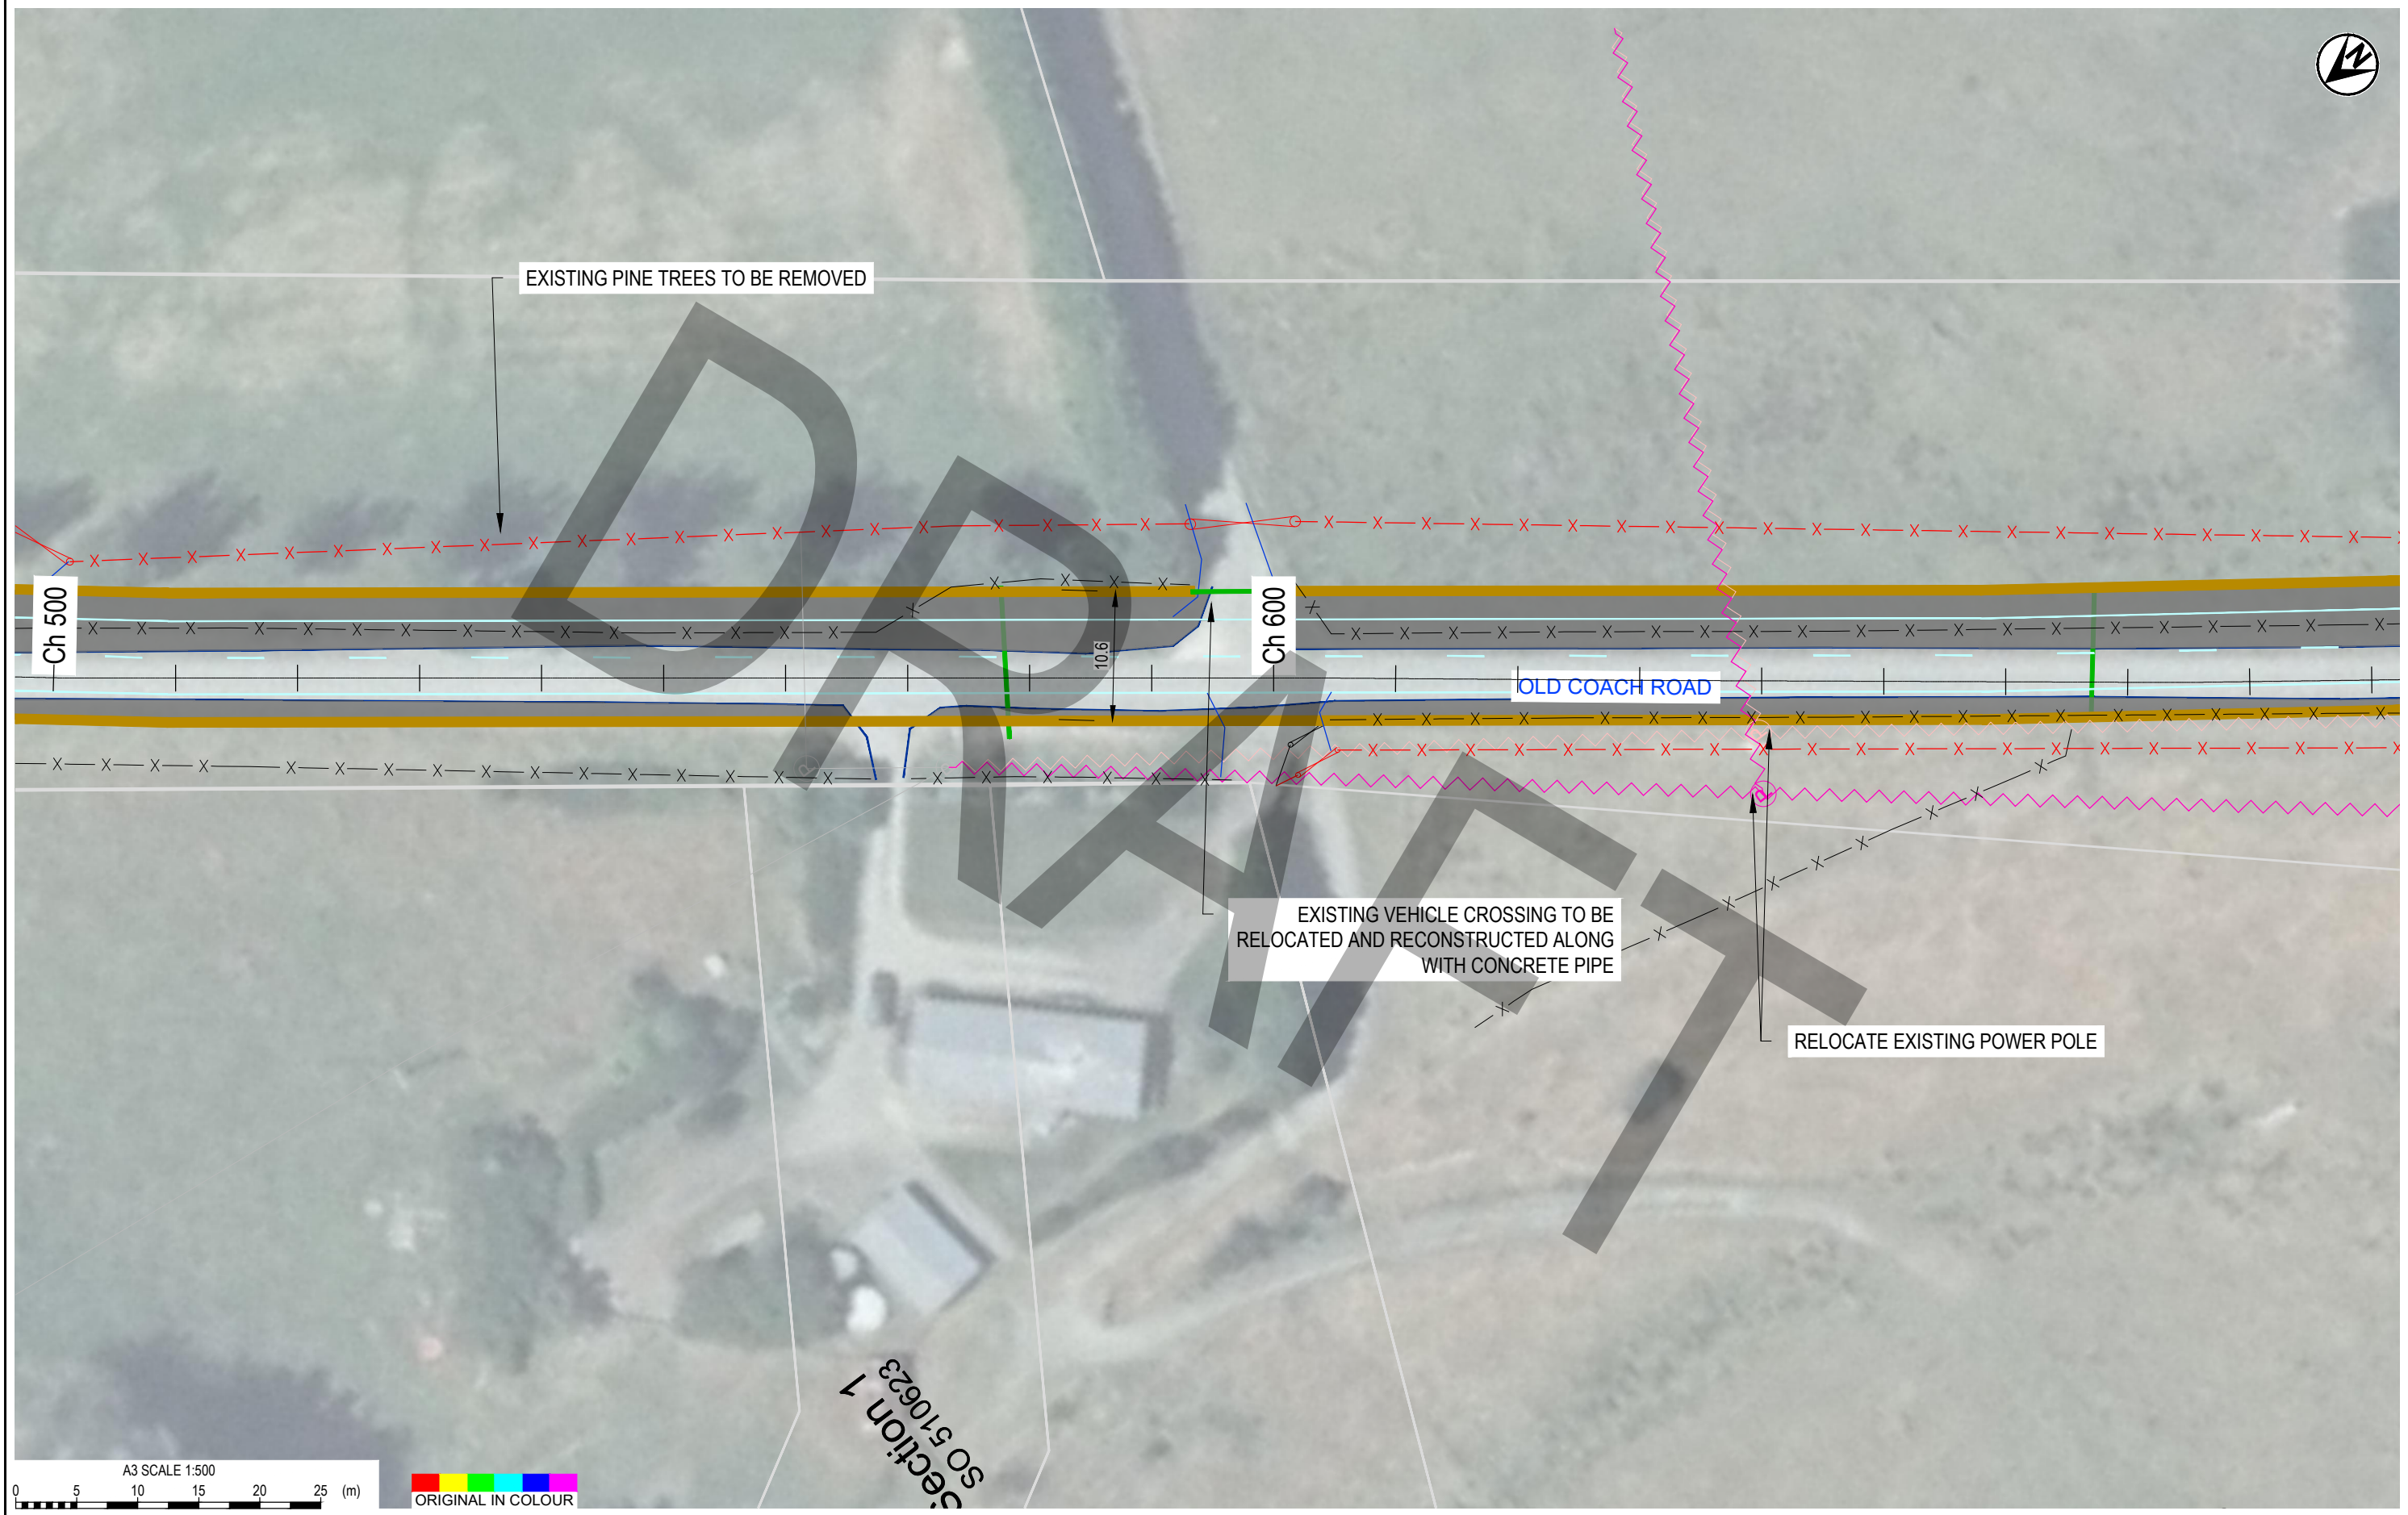 N
EXISTING PINE TREES TO BE REMOVED
Ch 500
Ch 600
10.6
OLD COACH ROAD
EXISTING VEHICLE CROSSING TO BE
RELOCATED AND RECONSTRUCTED ALONG
WITH CONCRETE PIPE
RELOCATE EXISTING POWER POLE
DRAFT
Section 1
SO 510623
A3 SCALE 1:500
0 5 10 15 20 25 (m)
ORIGINAL IN COLOUR